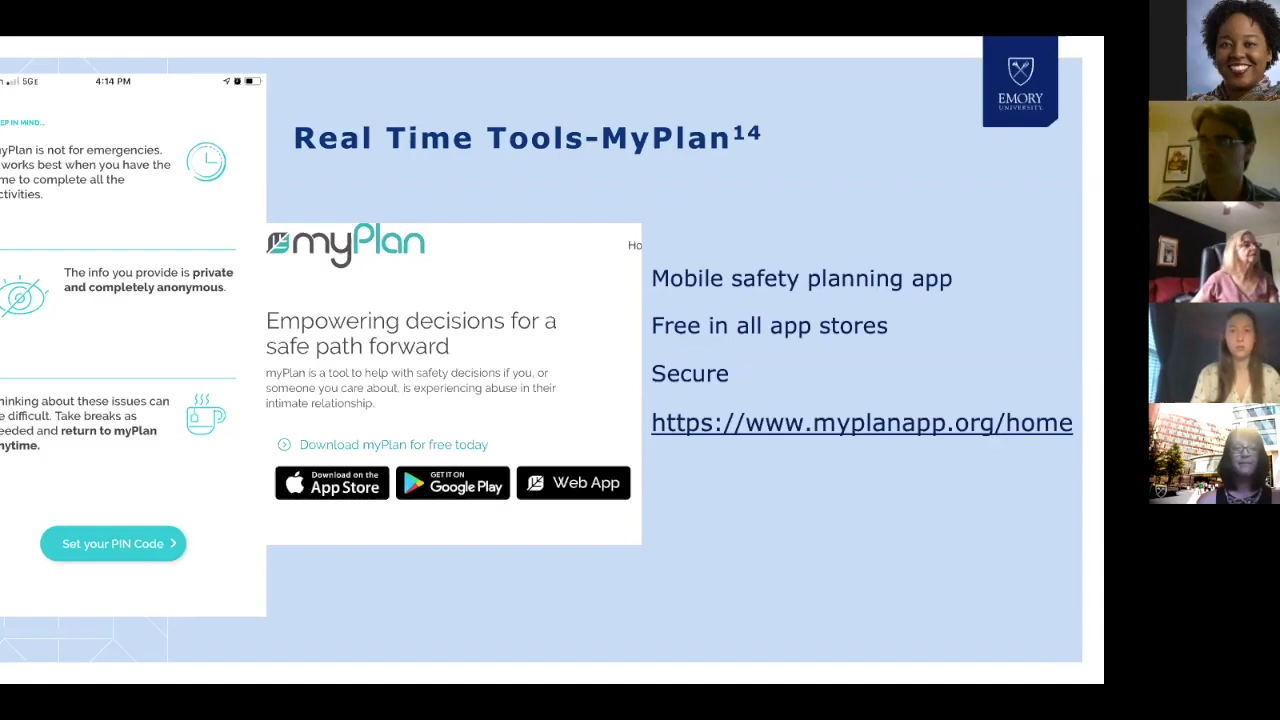 5GE
4:14 PM
EP IN MIND...
yPlan is not for emergencies.
works best when you have the
me to complete all the
ctivities.
The info you provide is private
and completely anonymous.
hinking about these issues can
e difficult. Take breaks as
eeded and return to myPlan
nytime.
Set your PIN Code
EMORY
UNIVERSITY
Real Time Tools-MyPlan¹⁴
myPlan
Ho
Empowering decisions for a
safe path forward
myPlan is a tool to help with safety decisions if you, or
someone you care about, is experiencing abuse in their
intimate relationship.
Download myPlan for free today
Download on the
App Store
GET IT ON
Google Play
Web App
Mobile safety planning app
Free in all app stores
Secure
https://www.myplanapp.org/home